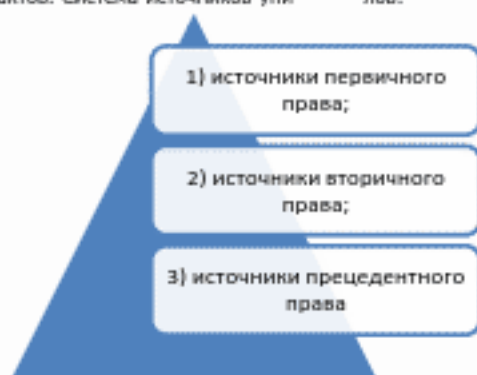 1) источники первичного
права;
2) источники вторичного
права;
3) источники прецедентного
права